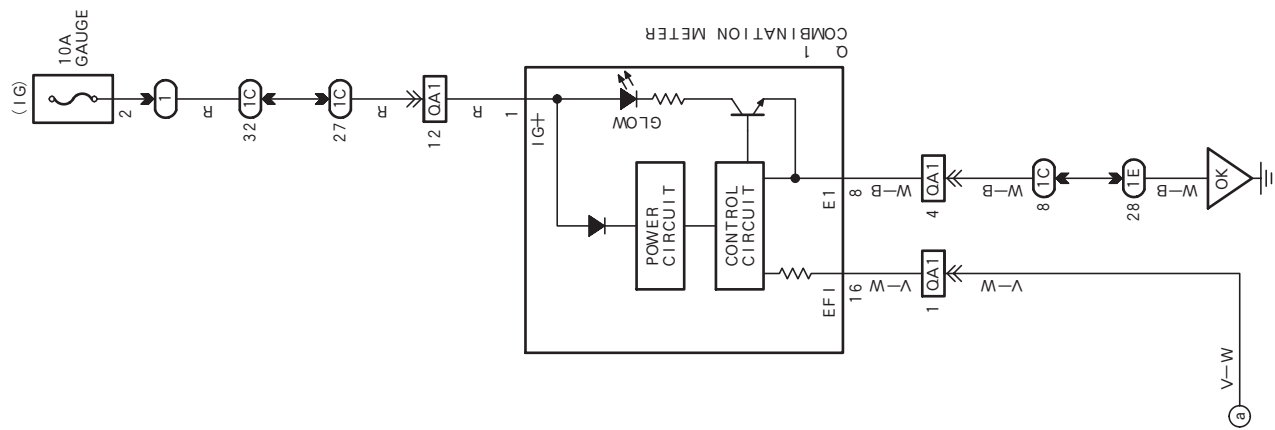 (IG)
10A
GAUGE
2
1
R
1C
32
1C
27
R
QA1
12
R
1
IG+
Q
1
COMBINATION METER
GLOW
POWER
CIRCUIT
CONTROL
CIRCUIT
E1
8
W-B
QA1
4
W-B
1C
8
1E
28
W-B
OK
EFI
16
V-W
QA1
1
V-W
V-W
a